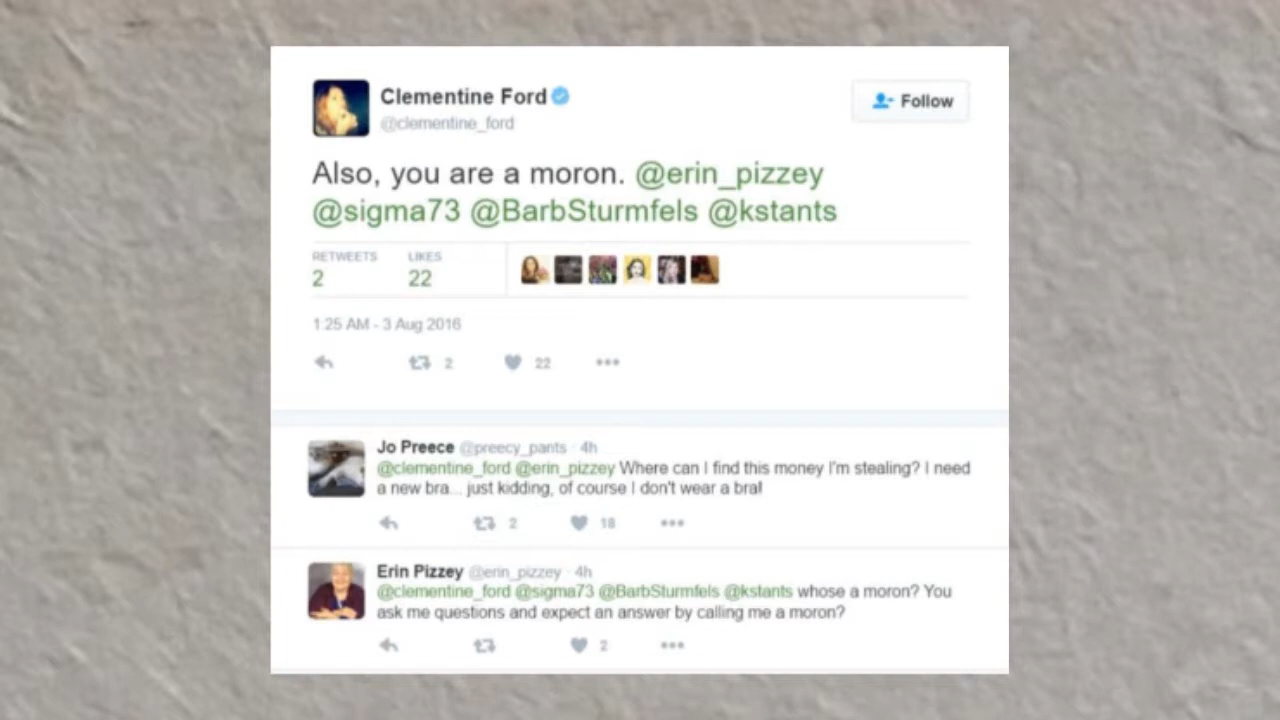 Clementine Ford
Follow
@clementine_ford
Also, you are a moron. @erin_pizzey
@sigma73 @BarbSturmfels @kstants
RETWEETS LIKES
2 22
1:25 AM - 3 Aug 2016
2 22
Jo Preece @preecy_pants · 4h
@clementine_ford @erin_pizzey Where can I find this money I'm stealing? I need
a new bra... just kidding, of course I don't wear a bra!
2 18
Erin Pizzey @erin_pizzey · 4h
@clementine_ford @sigma73 @BarbSturmfels @kstants whose a moron? You
ask me questions and expect an answer by calling me a moron?
2